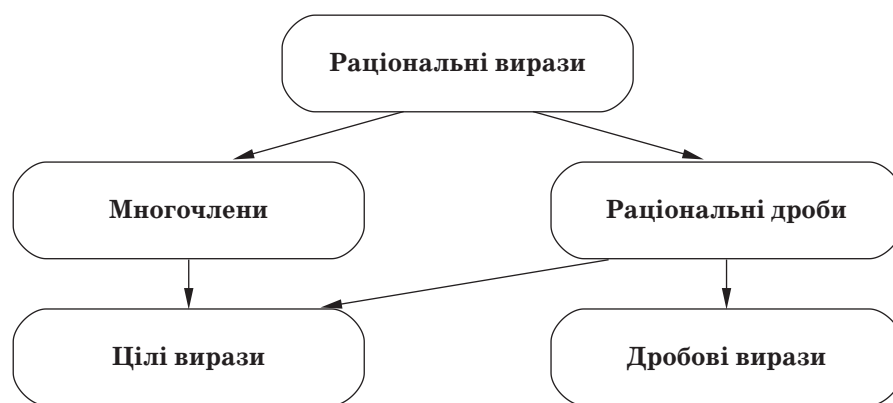 Раціональні вирази
Многочлени
Раціональні дроби
Цілі вирази
Дробові вирази